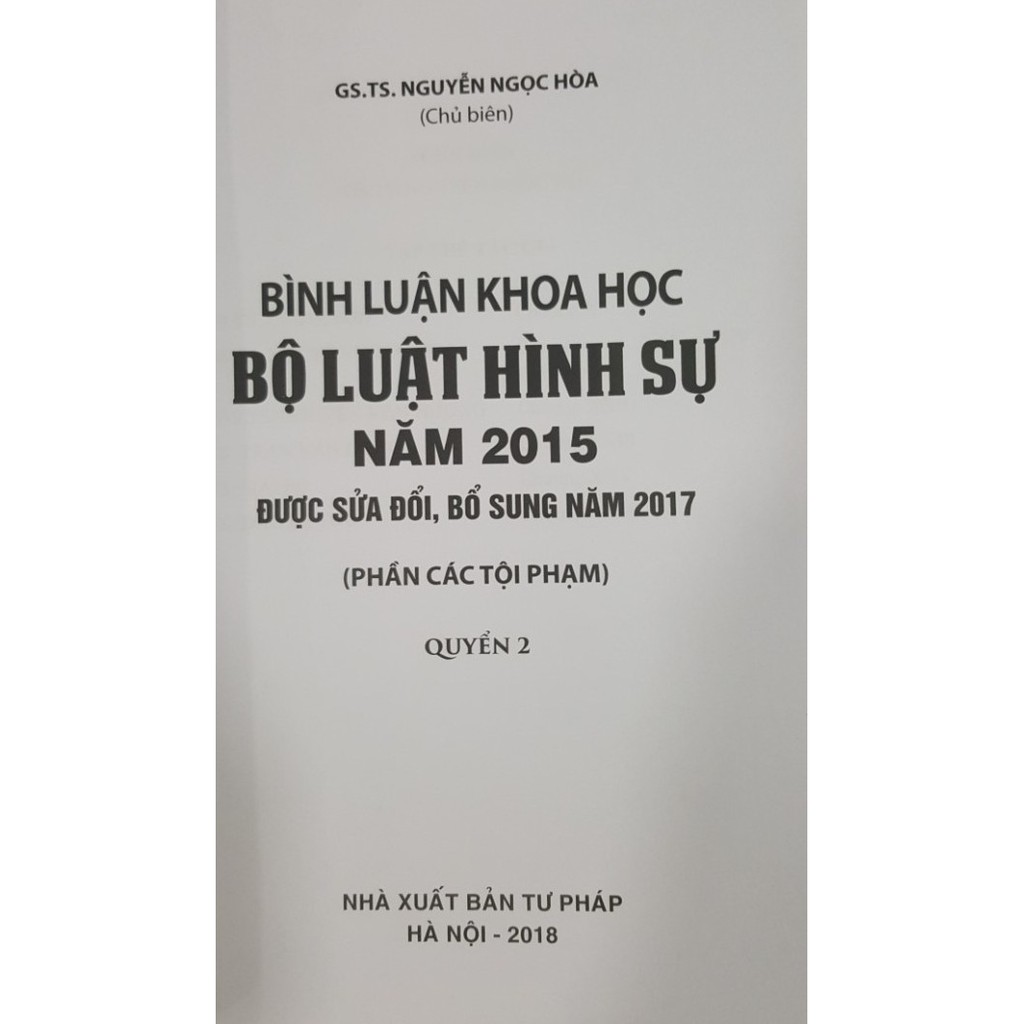 GS.TS. NGUYỄN NGỌC HÒA
(Chủ biên)
BÌNH LUẬN KHOA HỌC
BỘ LUẬT HÌNH SỰ
NĂM 2015
ĐƯỢC SỬA ĐỔI, BỔ SUNG NĂM 2017
(PHẦN CÁC TỘI PHẠM)
QUYỂN 2
NHÀ XUẤT BẢN TƯ PHÁP
HÀ NỘI - 2018